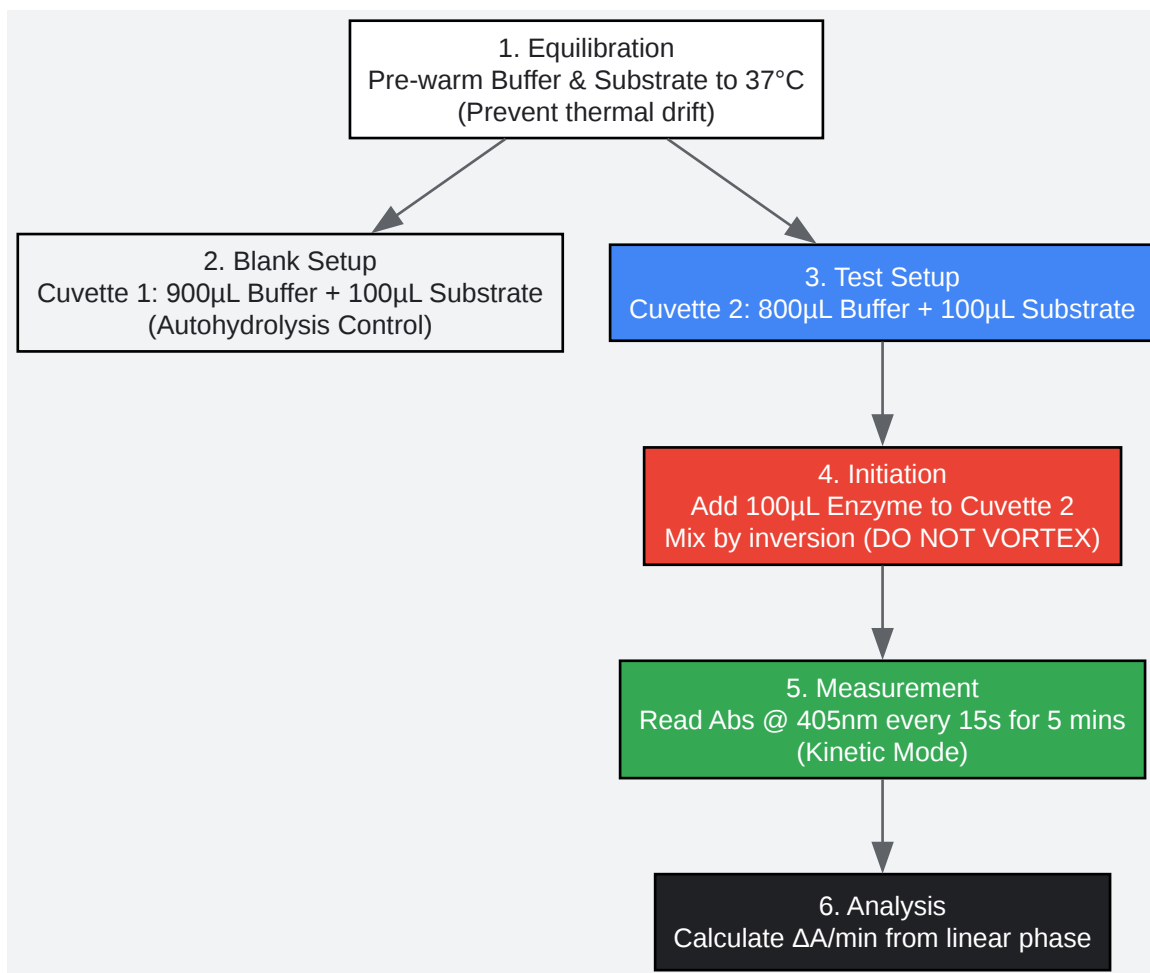 1. Equilibration
Pre-warm Buffer & Substrate to 37°C
(Prevent thermal drift)
2. Blank Setup
Cuvette 1: 900µL Buffer + 100µL Substrate
(Autohydrolysis Control)
3. Test Setup
Cuvette 2: 800µL Buffer + 100µL Substrate
4. Initiation
Add 100µL Enzyme to Cuvette 2
Mix by inversion (DO NOT VORTEX)
5. Measurement
Read Abs @ 405nm every 15s for 5 mins
(Kinetic Mode)
6. Analysis
Calculate ΔA/min from linear phase